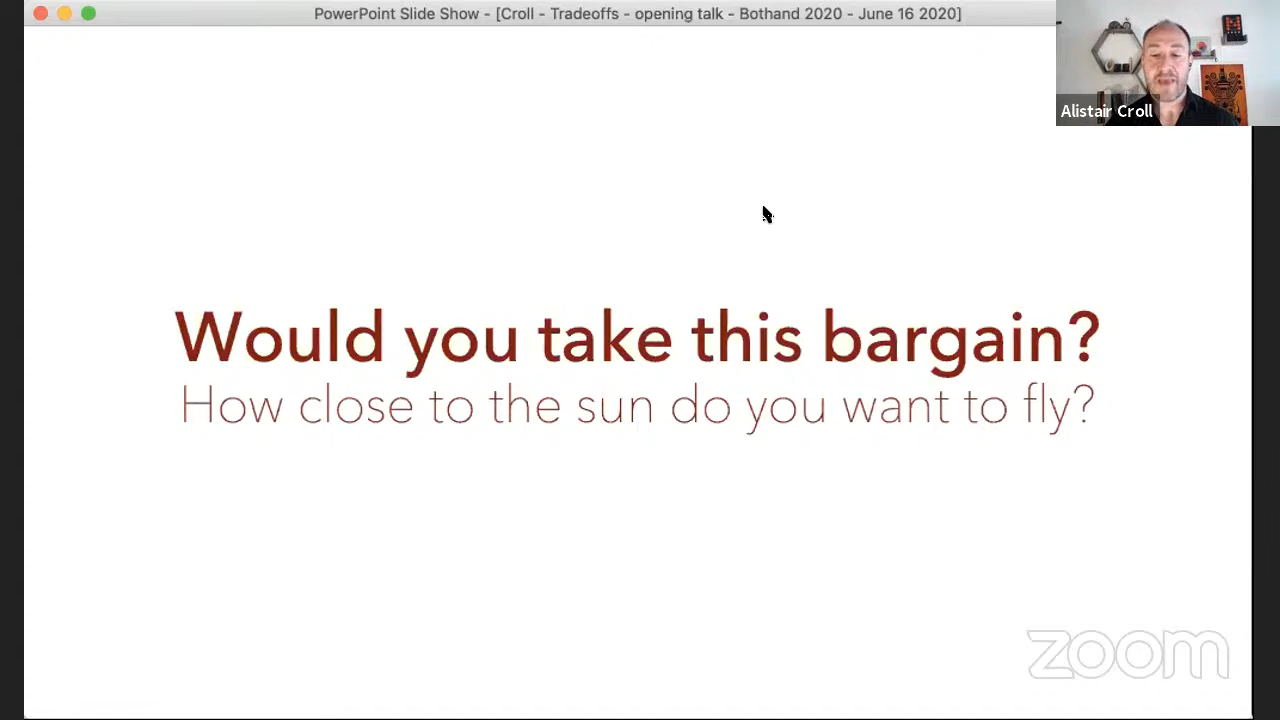 PowerPoint Slide Show - [Croll - Tradeoffs - opening talk - Bothand 2020 - June 16 2020]
Alistair Croll
Would you take this bargain?
How close to the sun do you want to fly?
zoom